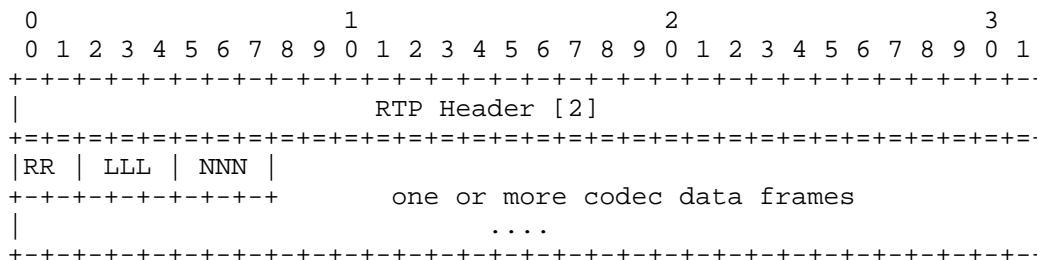 0                   1                   2                   3
 0 1 2 3 4 5 6 7 8 9 0 1 2 3 4 5 6 7 8 9 0 1 2 3 4 5 6 7 8 9 0 1
+-+-+-+-+-+-+-+-+-+-+-+-+-+-+-+-+-+-+-+-+-+-+-+-+-+-+-+-+-+-+-+-
|                      RTP Header [2]
+=+=+=+=+=+=+=+=+=+=+=+=+=+=+=+=+=+=+=+=+=+=+=+=+=+=+=+=+=+=+=+=
|RR | LLL | NNN |
+-+-+-+-+-+-+-+-+       one or more codec data frames
|                             ....
+-+-+-+-+-+-+-+-+-+-+-+-+-+-+-+-+-+-+-+-+-+-+-+-+-+-+-+-+-+-+-+-